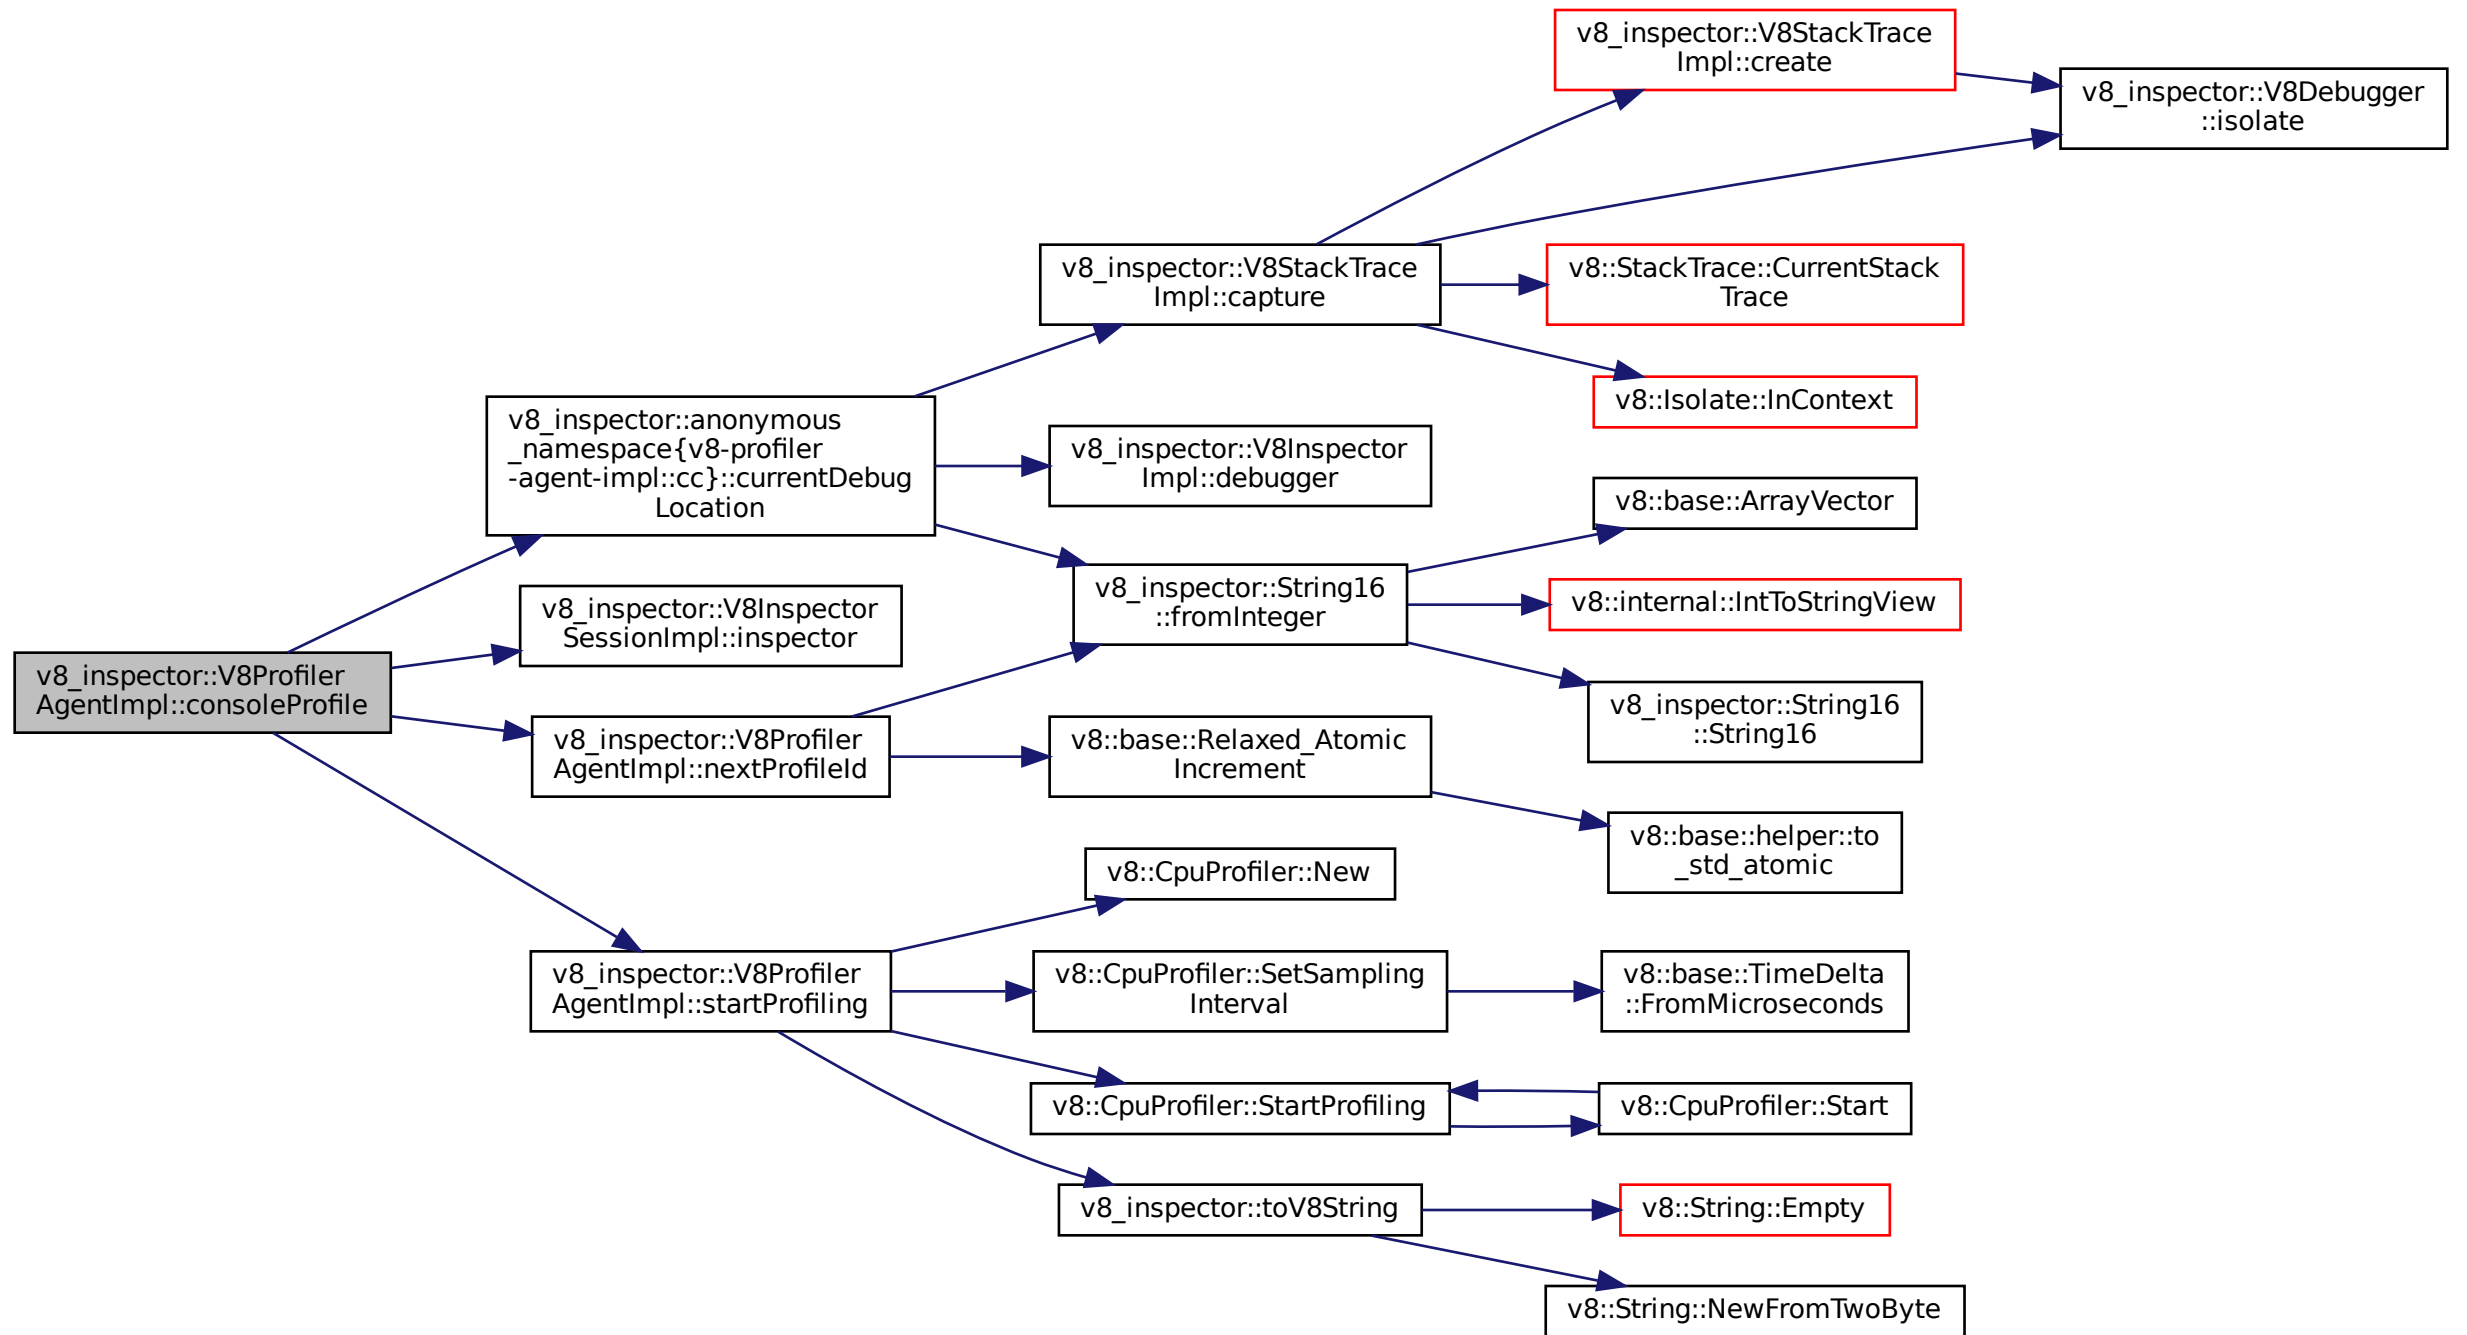 v8_inspector::V8StackTrace
Impl::create
v8_inspector::V8Debugger
::isolate
v8_inspector::V8StackTrace
Impl::capture
v8::StackTrace::CurrentStack
Trace
v8::Isolate::InContext
v8_inspector::anonymous
_namespace{v8-profiler
-agent-impl::cc}::currentDebug
Location
v8_inspector::V8Inspector
Impl::debugger
v8::base::ArrayVector
v8_inspector::String16
::fromInteger
v8::internal::IntToStringView
v8_inspector::V8Inspector
SessionImpl::inspector
v8_inspector::V8Profiler
AgentImpl::consoleProfile
v8_inspector::String16
::String16
v8_inspector::V8Profiler
AgentImpl::nextProfileId
v8::base::Relaxed_Atomic
Increment
v8::base::helper::to
_std_atomic
v8::CpuProfiler::New
v8_inspector::V8Profiler
AgentImpl::startProfiling
v8::CpuProfiler::SetSampling
Interval
v8::base::TimeDelta
::FromMicroseconds
v8::CpuProfiler::StartProfiling
v8::CpuProfiler::Start
v8_inspector::toV8String
v8::String::Empty
v8::String::NewFromTwoByte